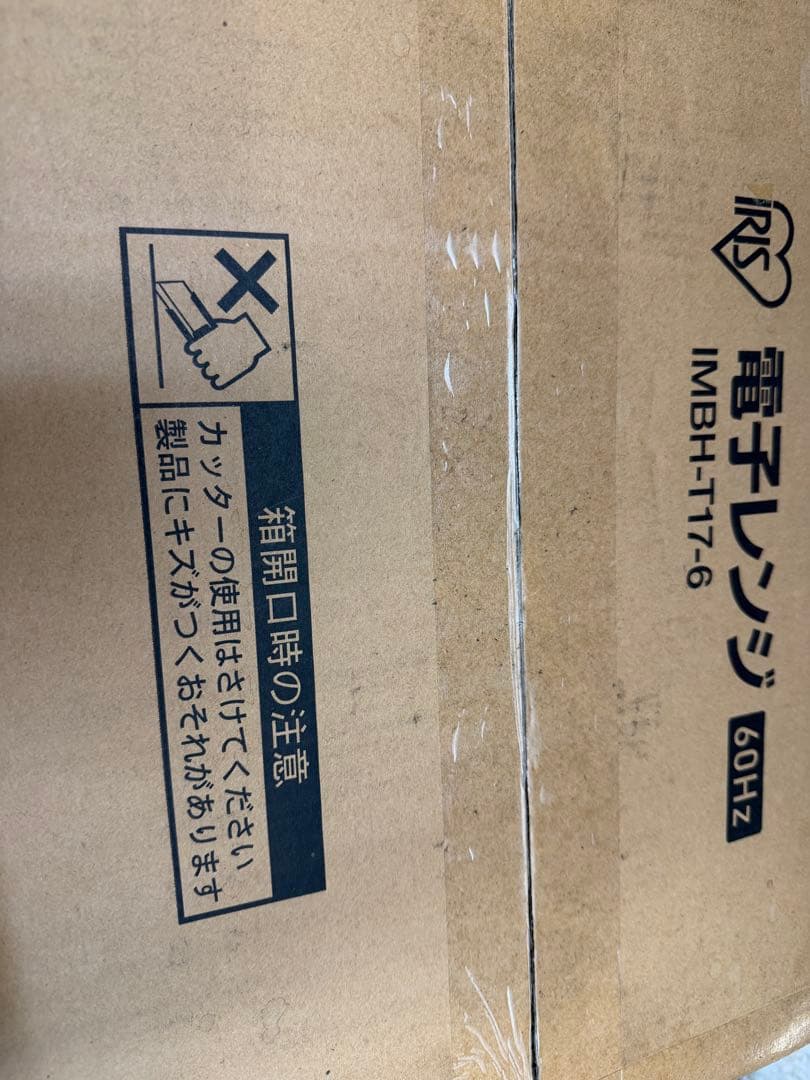 IRIS
電子レンジ 60Hz
IMBH-T17-6
箱開口時の注意
カッターの使用はさけてください
製品にキズがつくおそれがあります